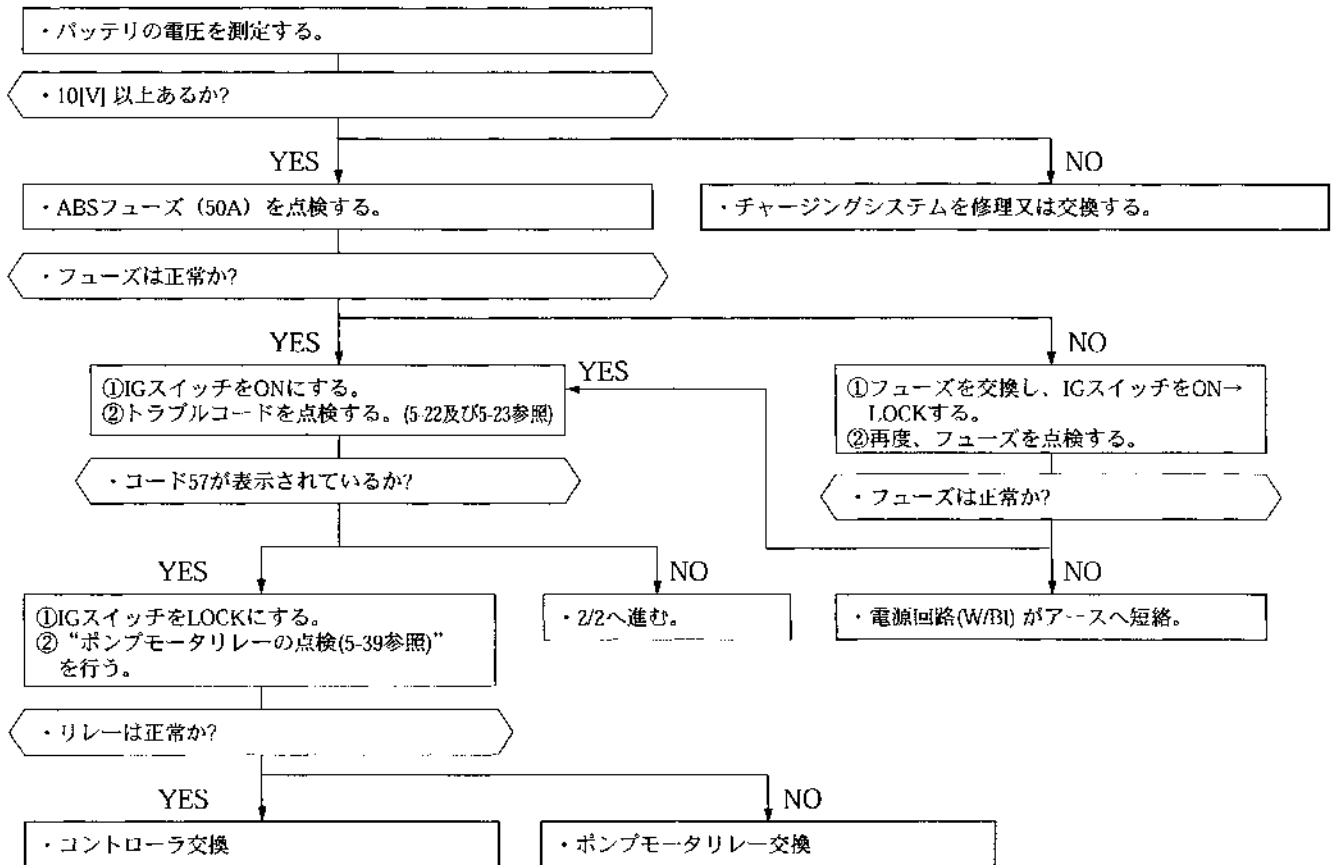 ・バッテリの電圧を測定する。
・10[V] 以上あるか?
YES
NO
・ABSフューズ（50A）を点検する。
・チャージングシステムを修理又は交換する。
・フューズは正常か?
YES
NO
①IGスイッチをONにする。
②トラブルコードを点検する。(5-22及び5-23参照)
YES
①フューズを交換し、IGスイッチをON→
LOCKする。
②再度、フューズを点検する。
・コード57が表示されているか?
・フューズは正常か?
YES
NO
NO
①IGスイッチをLOCKにする。
②“ポンプモータリレーの点検(5-39参照)”
を行う。
・2/2へ進む。
・電源回路(W/Bl) がアースへ短絡。
・リレーは正常か?
YES
NO
・コントローラ交換
・ポンプモータリレー交換